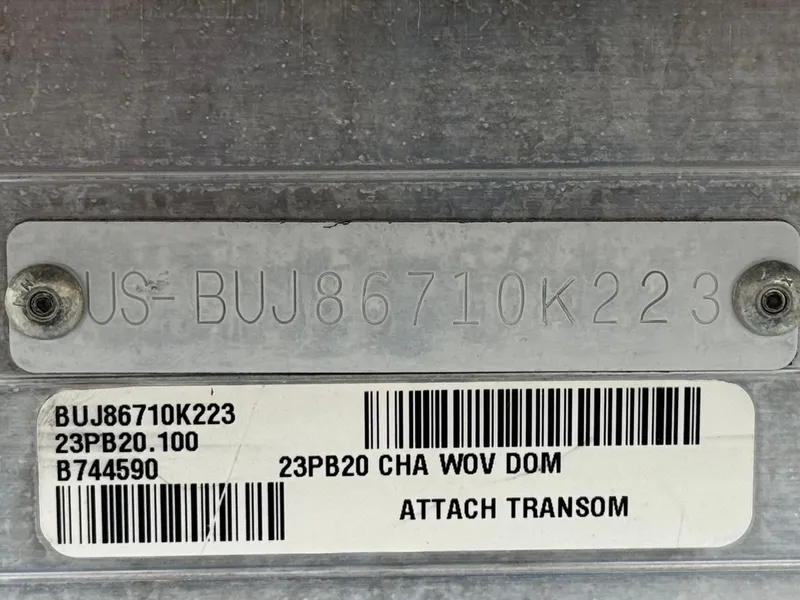 US-BUJ86710K223
BUJ86710K223
23PB20.100
B744590
23PB20 CHA WOV DOM
ATTACH TRANSOM